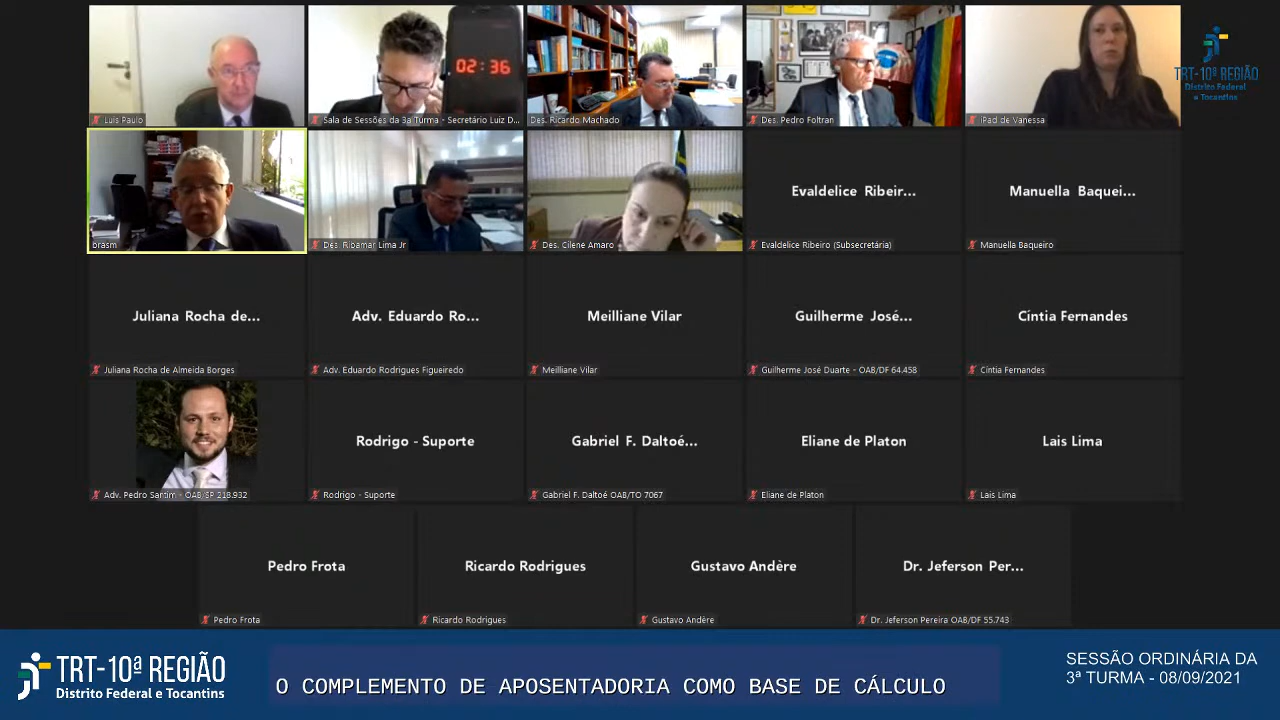 02:36
TRT-10ª REGIÃO
Distrito Federal
e Tocantins
Luis Paulo
Sala de Sessões da 3a Turma - Secretário Luiz D...
Des. Ricardo Machado
Des. Pedro Foltran
iPad de Vanessa
Evaldelice Ribeir...
Manuella Baquei...
brasm
Des. Ribamar Lima Jr
Des. Cilene Amaro
Evaldelice Ribeiro (Subsecretária)
Manuella Baqueiro
Juliana Rocha de...
Adv. Eduardo Ro...
Meilliane Vilar
Guilherme José...
Cíntia Fernandes
Juliana Rocha de Almeida Borges
Adv. Eduardo Rodrigues Figueiredo
Meilliane Vilar
Guilherme José Duarte - OAB/DF 64.458
Cíntia Fernandes
Rodrigo - Suporte
Gabriel F. Daltoé...
Eliane de Platon
Lais Lima
Adv. Pedro Santim - OAB/SP 218.932
Rodrigo - Suporte
Gabriel F. Daltoé OAB/TO 7067
Eliane de Platon
Lais Lima
Pedro Frota
Ricardo Rodrigues
Gustavo Andère
Dr. Jeferson Per...
Pedro Frota
Ricardo Rodrigues
Gustavo Andère
Dr. Jeferson Pereira OAB/DF 55.743
TRT-10ª REGIÃO
Distrito Federal e Tocantins
O COMPLEMENTO DE APOSENTADORIA COMO BASE DE CÁLCULO
SESSÃO ORDINÁRIA DA
3ª TURMA - 08/09/2021